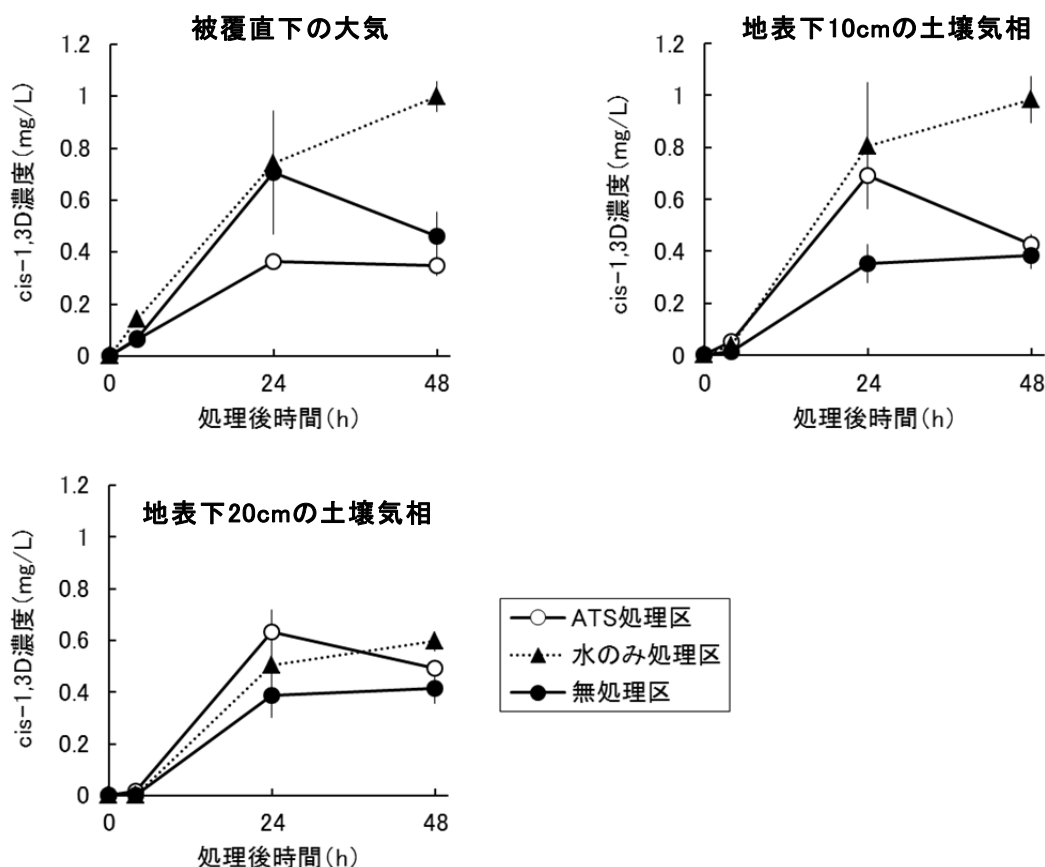 被覆直下の大気
cis-1,3D濃度(mg/L)
1.2
1
0.8
0.6
0.4
0.2
0
0
24
48
処理後時間(h)
地表下10cmの土壌気相
cis-1,3D濃度(mg/L)
1.2
1
0.8
0.6
0.4
0.2
0
0
24
48
処理後時間(h)
地表下20cmの土壌気相
cis-1,3D濃度(mg/L)
1.2
1
0.8
0.6
0.4
0.2
0
0
24
48
処理後時間(h)
ATS処理区
水のみ処理区
無処理区